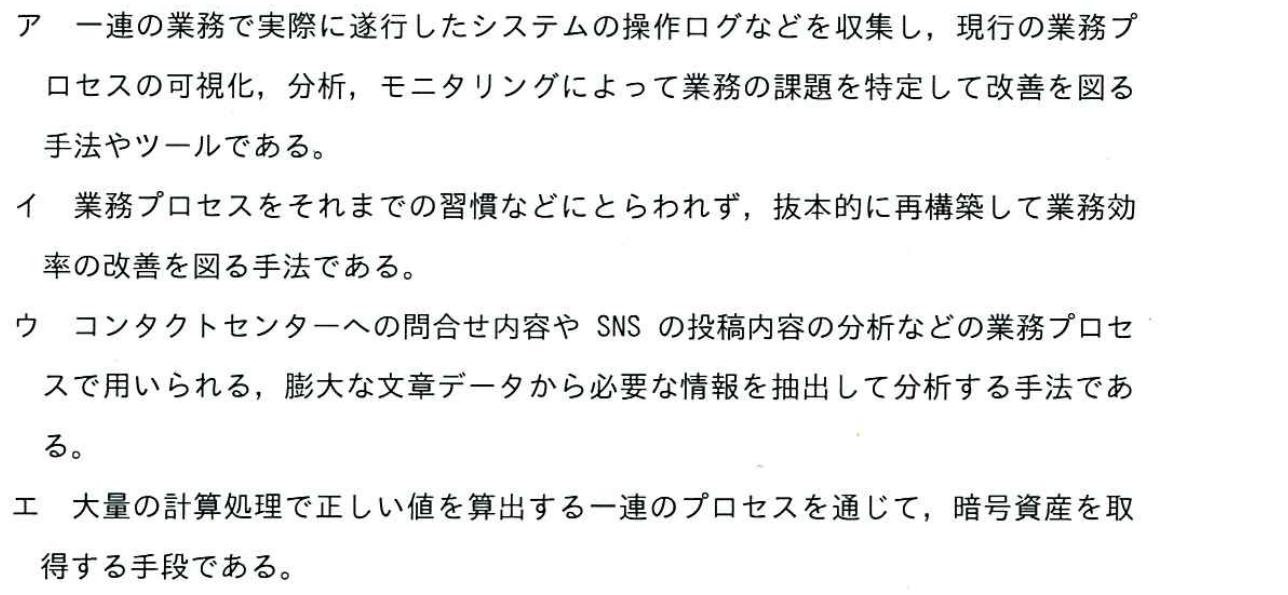 ア　一連の業務で実際に遂行したシステムの操作ログなどを収集し，現行の業務プ
ロセスの可視化，分析，モニタリングによって業務の課題を特定して改善を図る
手法やツールである。
イ　業務プロセスをそれまでの習慣などにとらわれず，抜本的に再構築して業務効
率の改善を図る手法である。
ウ　コンタクトセンターへの問合せ内容や SNS の投稿内容の分析などの業務プロセ
スで用いられる，膨大な文章データから必要な情報を抽出して分析する手法であ
る。
エ　大量の計算処理で正しい値を算出する一連のプロセスを通じて，暗号資産を取
得する手段である。